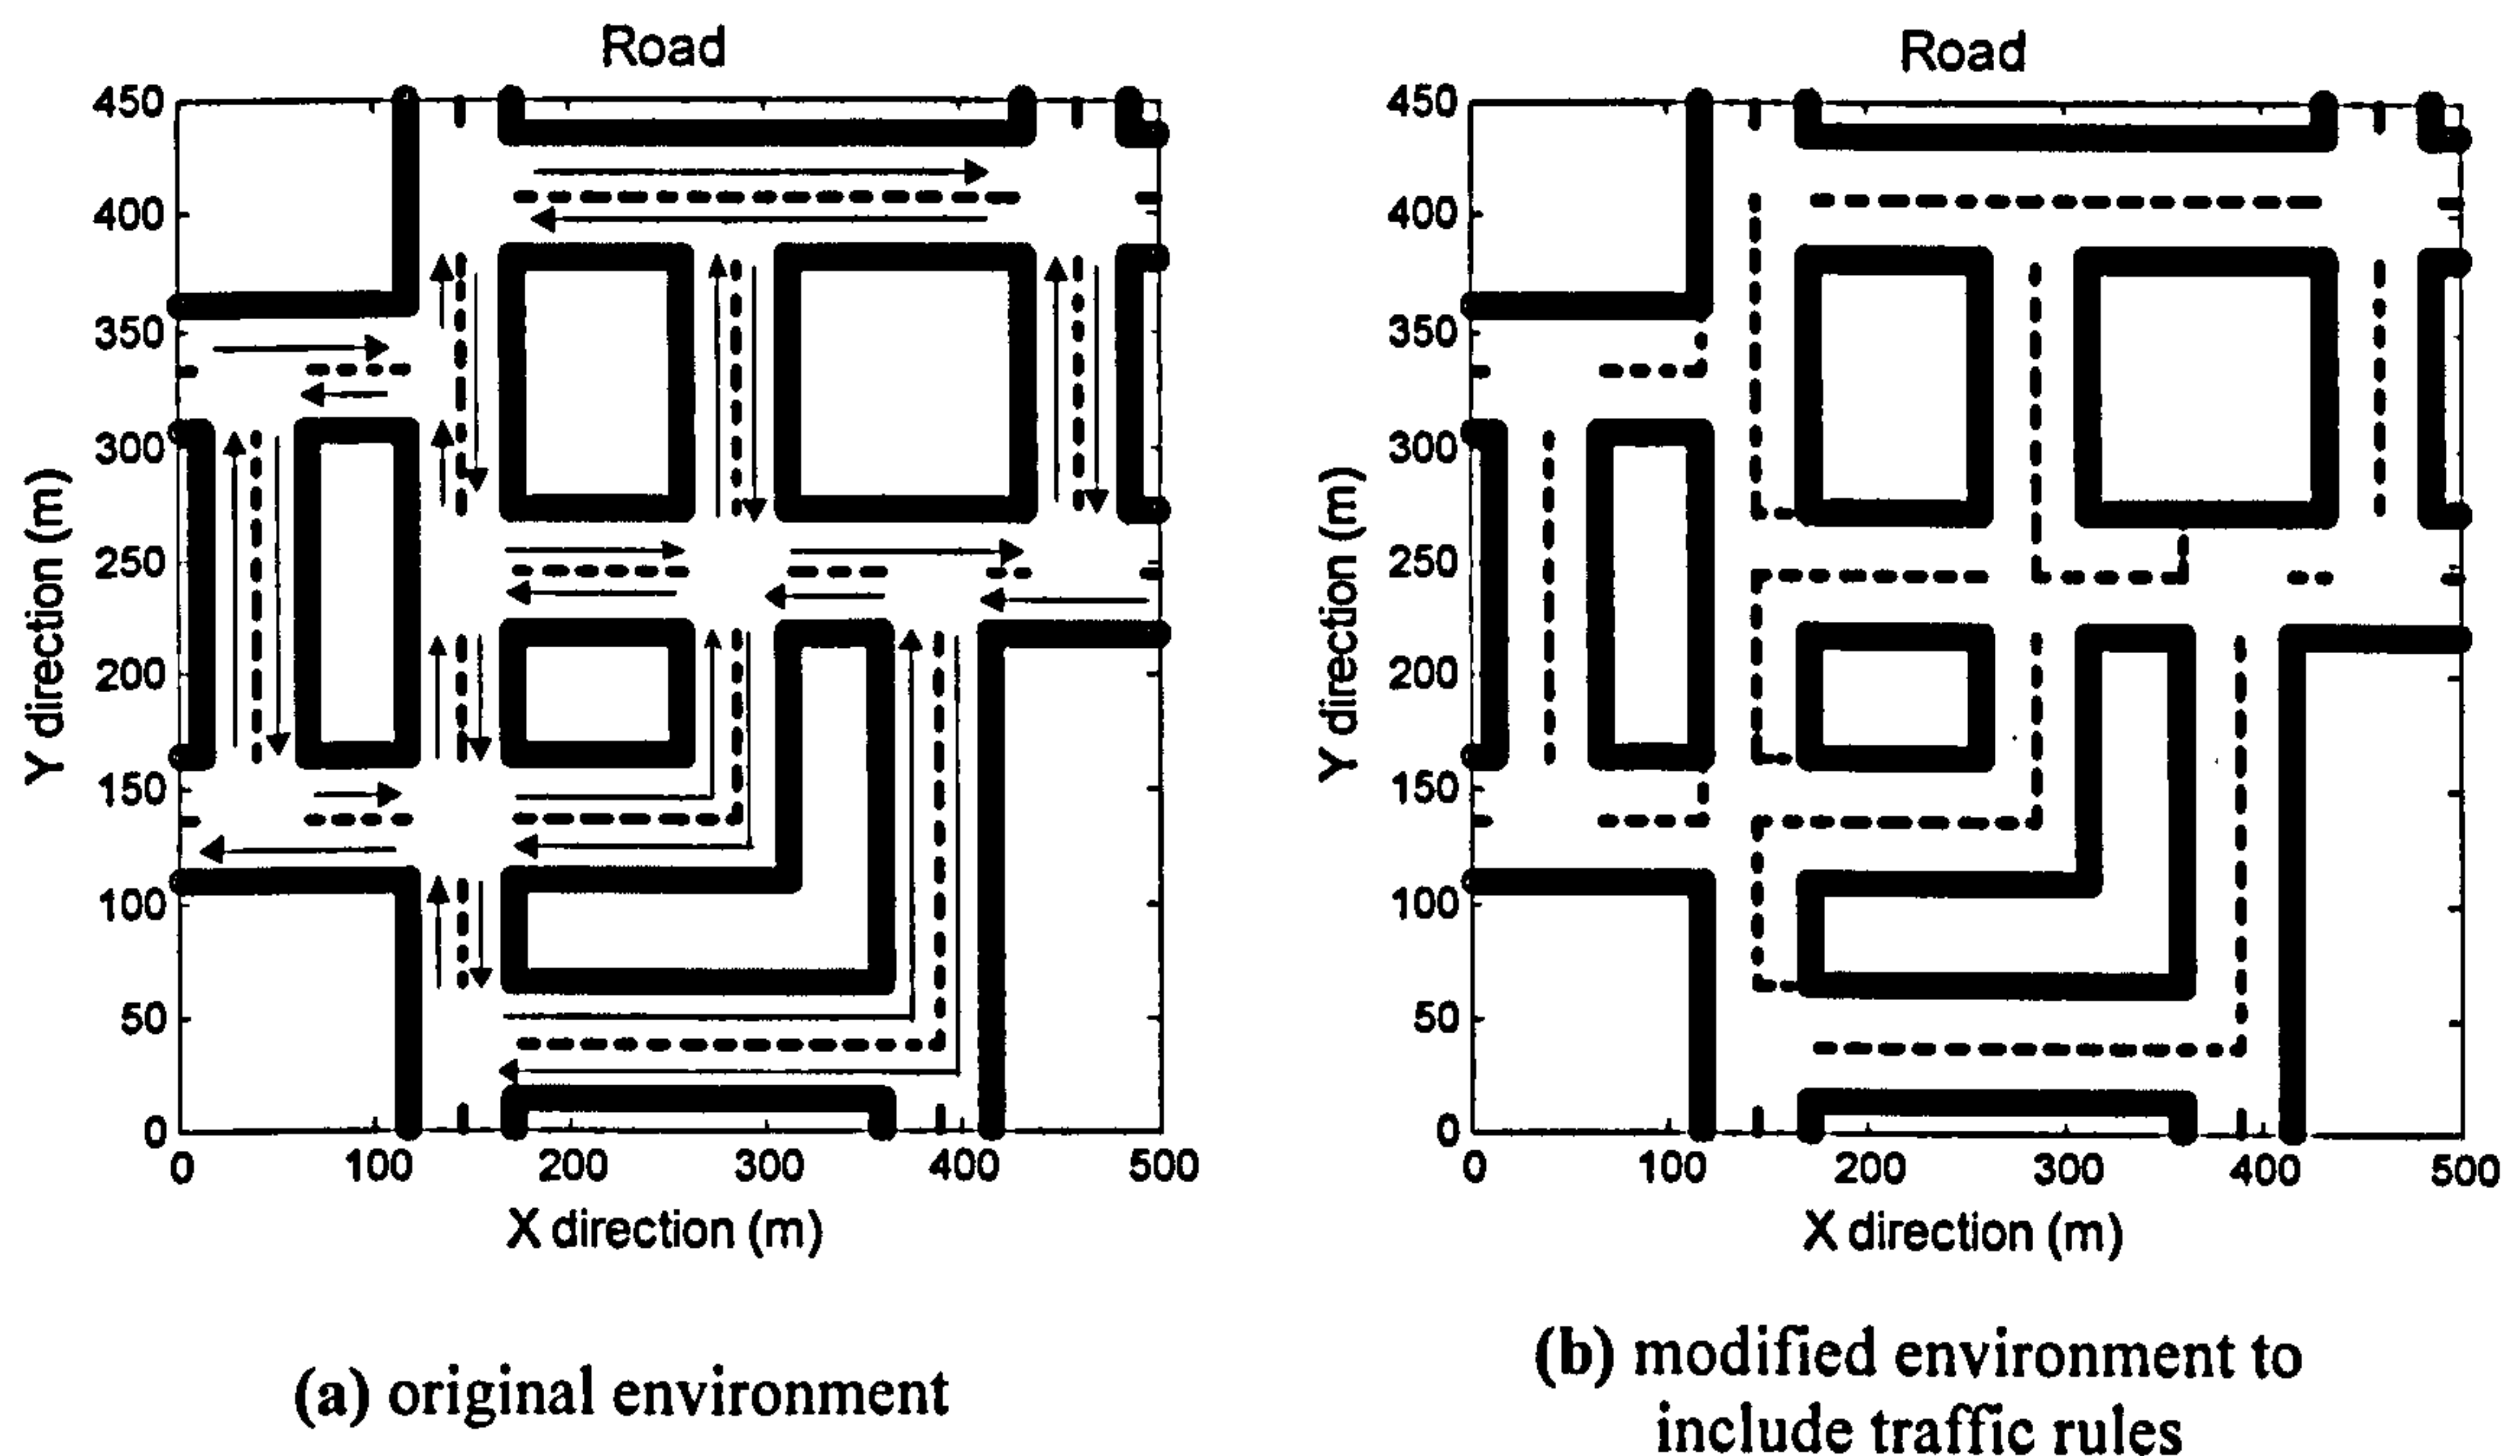 Road
450
400
350
300
250
200
150
100
50
0
0 100 200 300 400 500
Y direction (m)
X direction (m)
(a) original environment
Road
450
400
350
300
250
200
150
100
50
0
0 100 200 300 400 500
Y direction (m)
X direction (m)
(b) modified environment to
include traffic rules